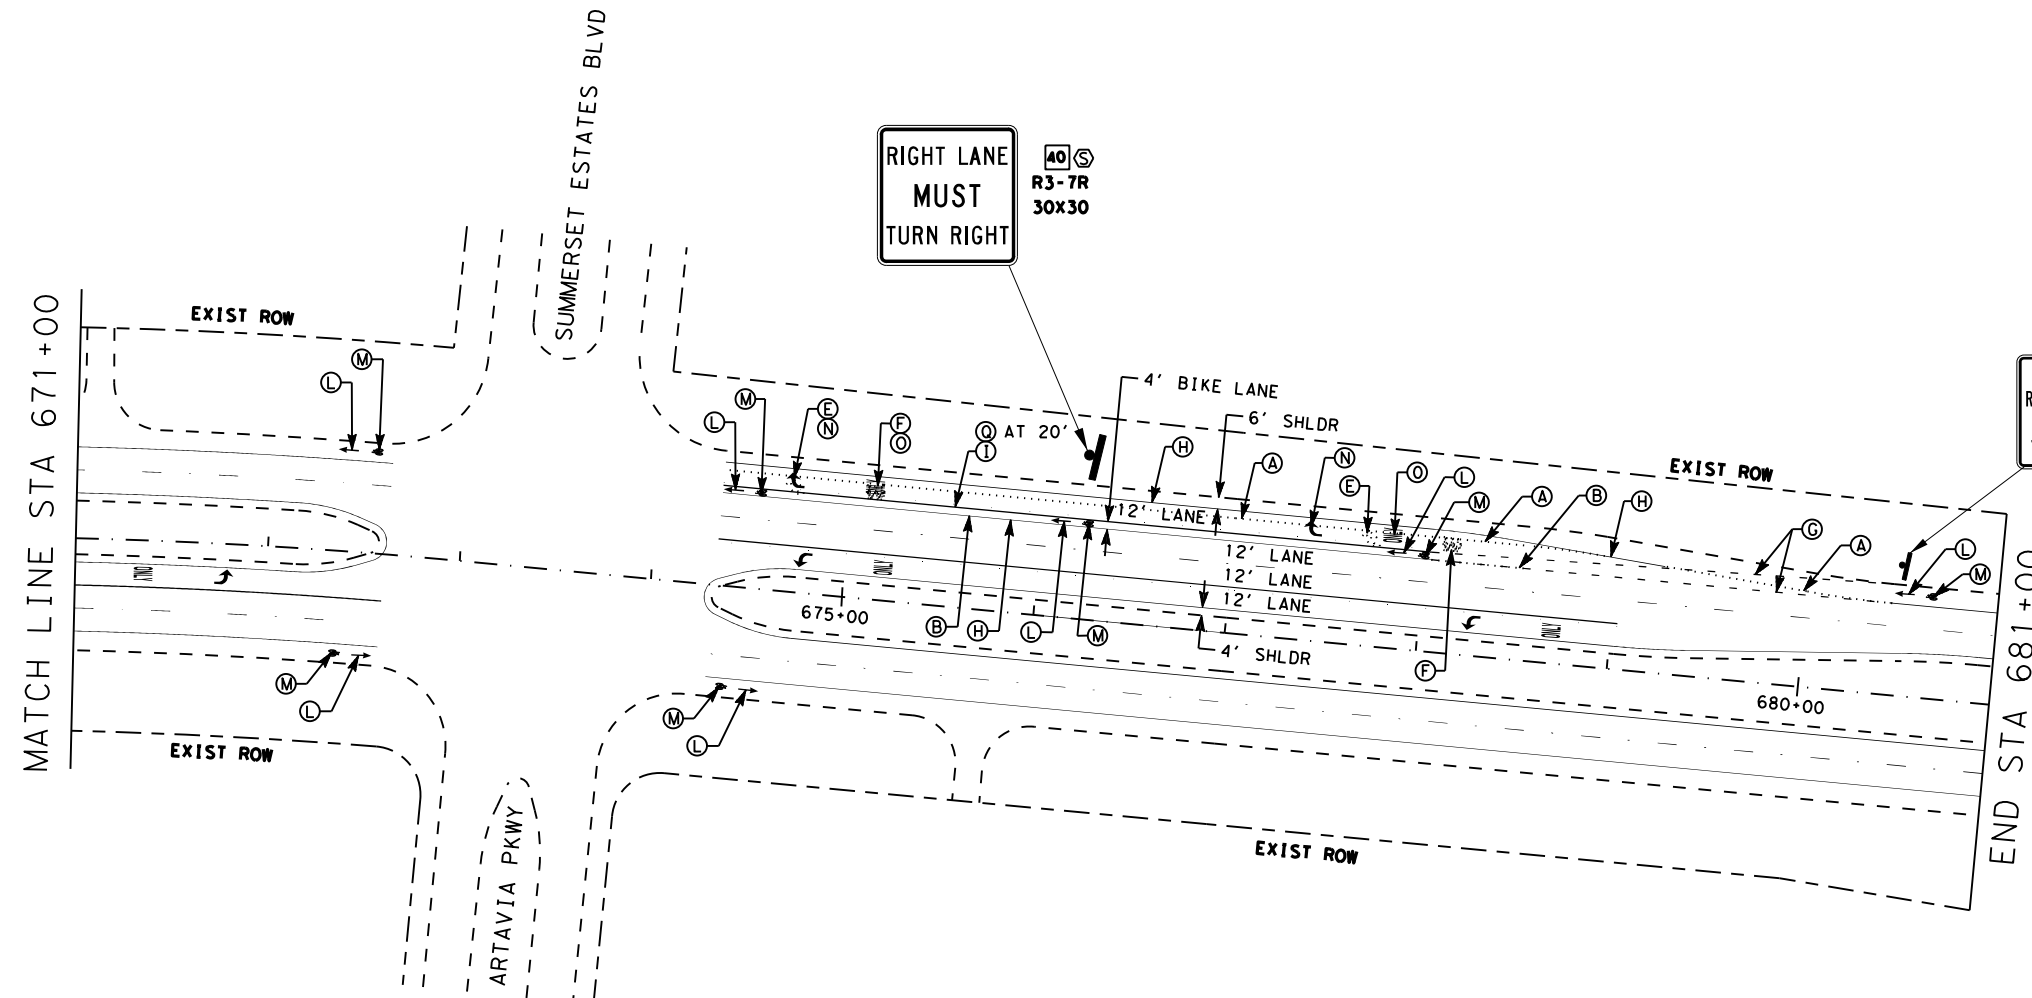 SUMMERSET ESTATES BLVD
RIGHT LANE
MUST
TURN RIGHT
40 S
R3-7R
30X30
MATCH LINE STA 671+00
EXIST ROW
M
L
4' BIKE LANE
6' SHLDR
M
L
E
N
F
O
Q AT 20'
I
H
A
N
E
O
L
M
A
B
H
EXIST ROW
G
A
L
M
R
12' LANE
12' LANE
12' LANE
12' LANE
675+00
B
H
L
M
4' SHLDR
F
680+00
END STA 681+00
M
L
M
L
EXIST ROW
EXIST ROW
ARTAVIA PKWY